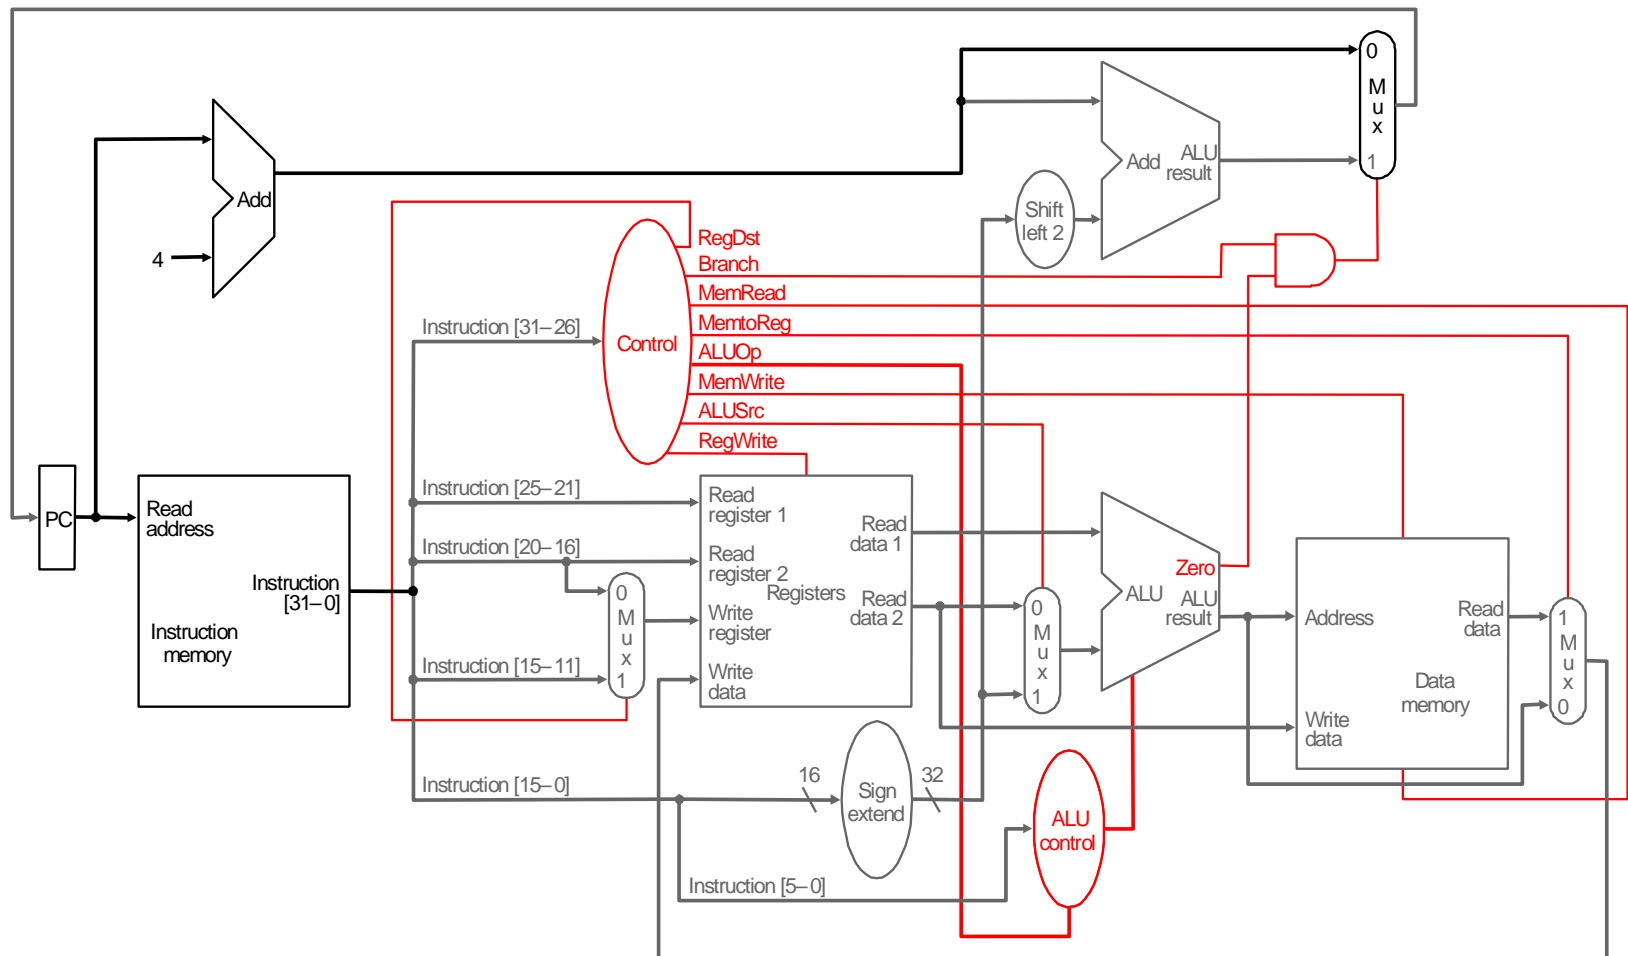 0
M
u
x
1
Add
ALU
result
Add
4
Shift
left 2
RegDst
Branch
MemRead
MemtoReg
ALUOp
MemWrite
ALUSrc
RegWrite
Control
Instruction [31–26]
Instruction [25–21]
Instruction [20–16]
Instruction [15–11]
Instruction [15–0]
Instruction [5–0]
PC
Read
address
Instruction
[31–0]
Instruction
memory
0
M
u
x
1
Read
register 1
Read
register 2
Write
register
Write
data
Registers
Read
data 1
Read
data 2
0
M
u
x
1
Zero
ALU
ALU
result
Address
Write
data
Read
data
Data
memory
1
M
u
x
0
16
Sign
extend
32
ALU
control